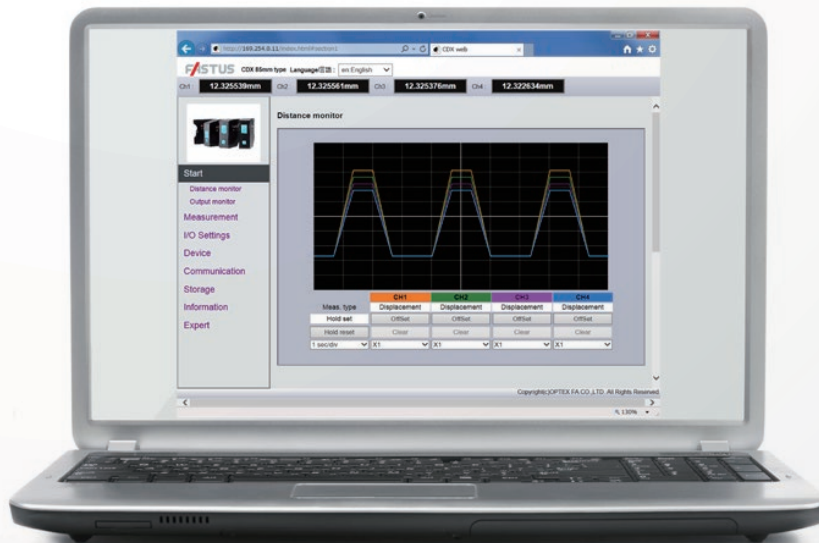 http://169.254.0.11/index.html#section1
CDX web
FASTUS CDX 85mm type Language言語: en:English
Ch1: 12.325539mm Ch2: 12.325561mm Ch3: 12.325376mm Ch4: 12.322634mm
Distance monitor
Start
Distance monitor
Output monitor
Measurement
I/O Settings
Device
Communication
Storage
Information
Expert
CH1 CH2 CH3 CH4
Meas. type Displacement Displacement Displacement Displacement
Hold set OffSet OffSet OffSet OffSet
Hold reset Clear Clear Clear Clear
1 sec/div X1 X1 X1 X1
Copyright(c)OPTEX FA CO.,LTD. All Rights Reserved.
130%